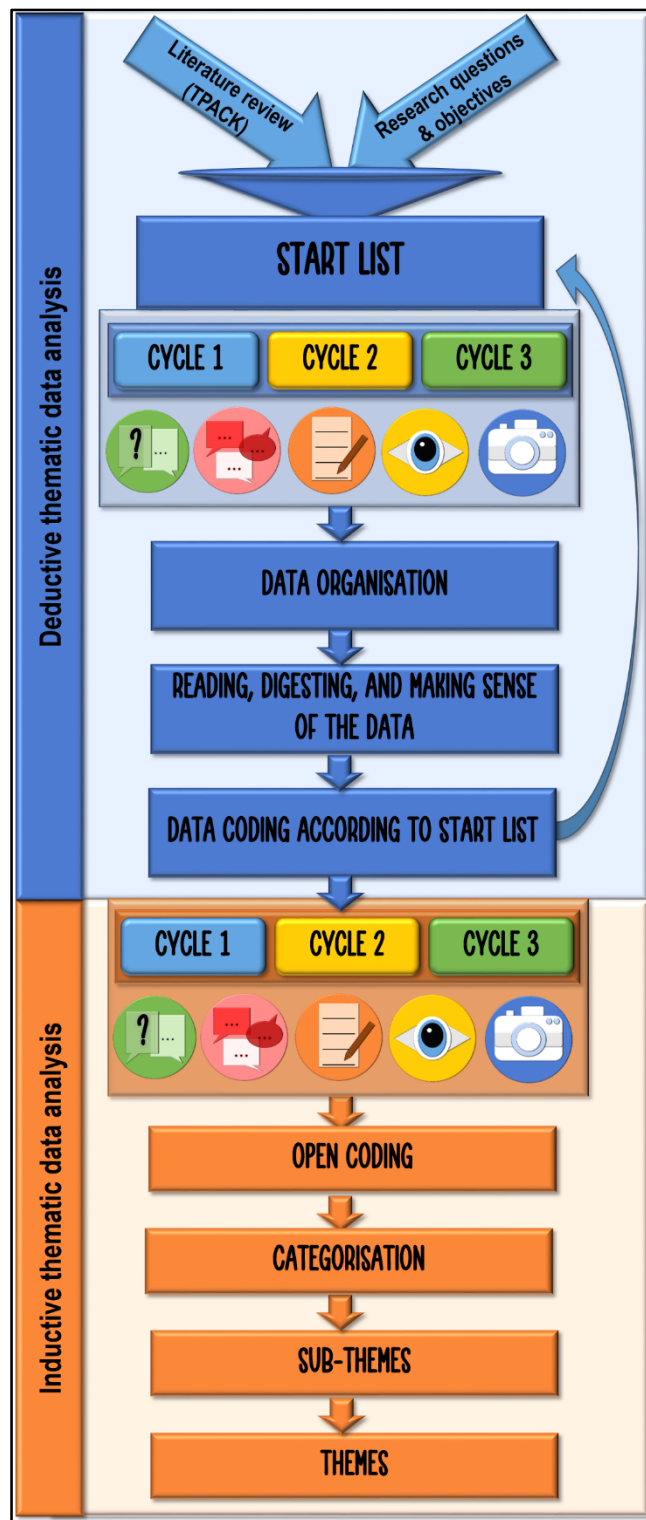 Literature review
(TPACK)
Research questions
& objectives
START LIST
CYCLE 1
CYCLE 2
CYCLE 3
?
...
...
...
DATA ORGANISATION
READING, DIGESTING, AND MAKING SENSE
OF THE DATA
DATA CODING ACCORDING TO START LIST
Deductive thematic data analysis
CYCLE 1
CYCLE 2
CYCLE 3
?
...
...
...
OPEN CODING
CATEGORISATION
SUB-THEMES
THEMES
Inductive thematic data analysis